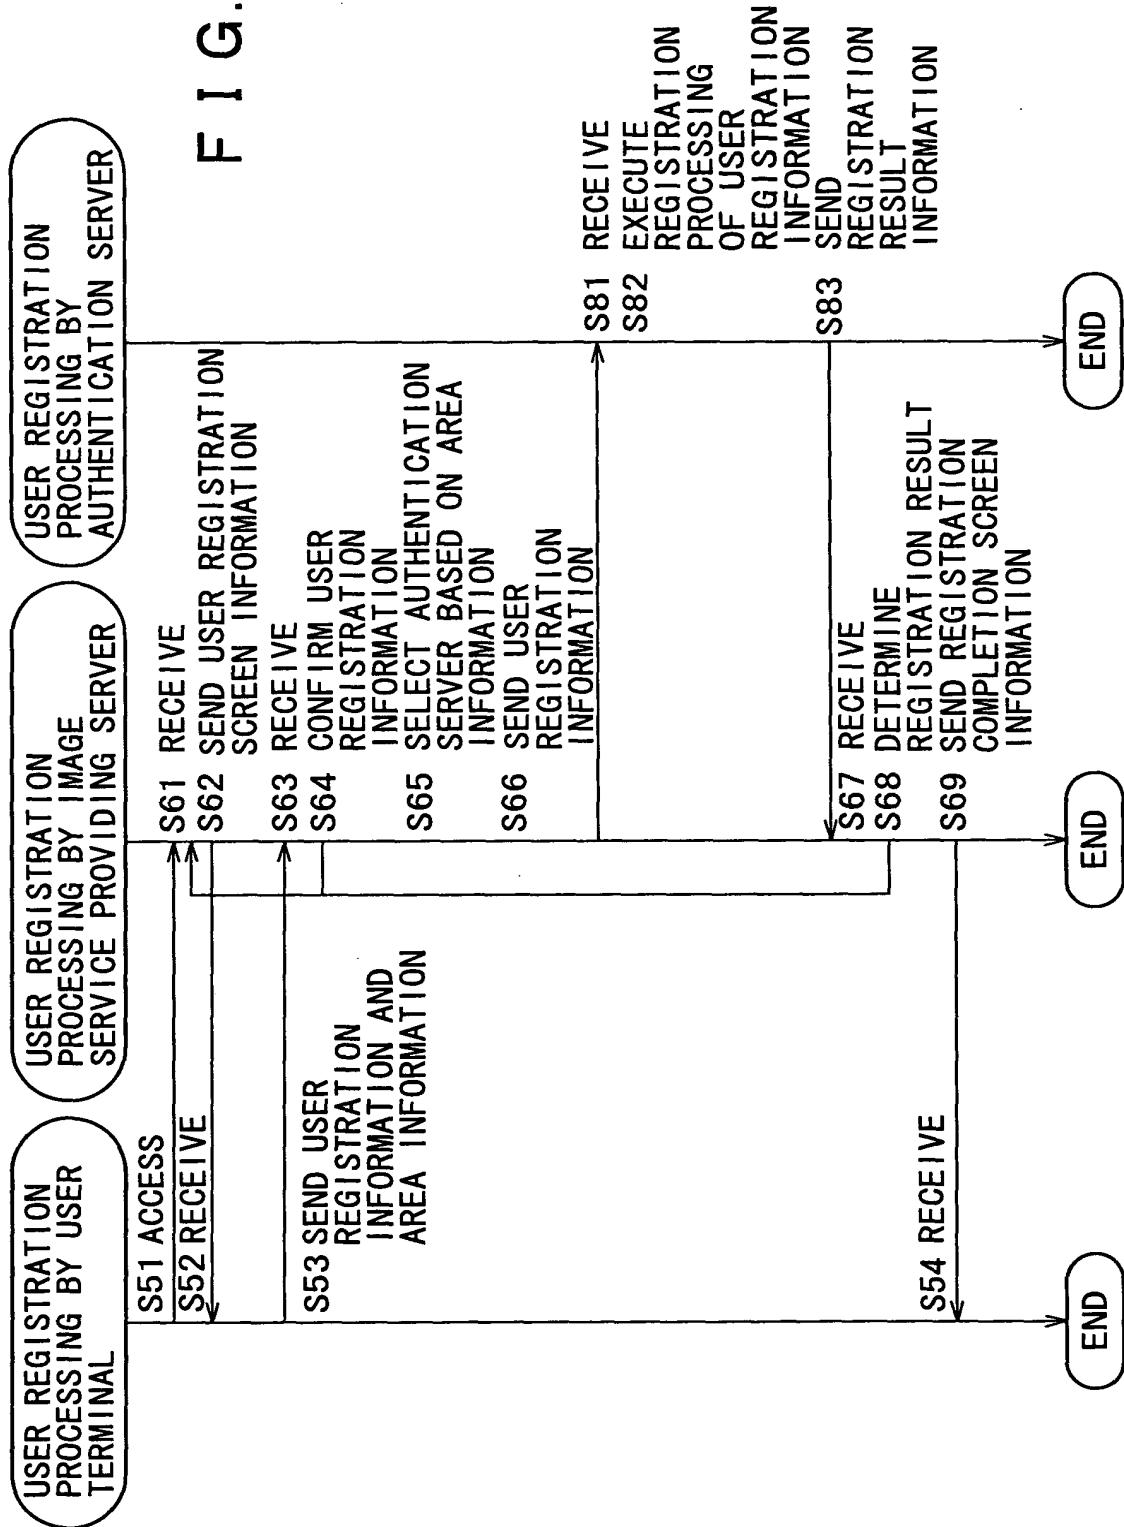 FIG.
USER REGISTRATION
PROCESSING BY USER
TERMINAL
USER REGISTRATION
PROCESSING BY IMAGE
SERVICE PROVIDING SERVER
USER REGISTRATION
PROCESSING BY
AUTHENTICATION SERVER
S51 ACCESS
S52 RECEIVE
S53 SEND USER
REGISTRATION
INFORMATION AND
AREA INFORMATION
S54 RECEIVE
END
S61 RECEIVE
S62 SEND USER REGISTRATION
SCREEN INFORMATION
S63 RECEIVE
S64 CONFIRM USER
REGISTRATION
INFORMATION
S65 SELECT AUTHENTICATION
SERVER BASED ON AREA
INFORMATION
S66 SEND USER
REGISTRATION
INFORMATION
S67 RECEIVE
S68 DETERMINE
REGISTRATION RESULT
S69 SEND REGISTRATION
COMPLETION SCREEN
INFORMATION
END
S81 RECEIVE
S82 EXECUTE
REGISTRATION
PROCESSING
OF USER
REGISTRATION
INFORMATION
S83 SEND
REGISTRATION
RESULT
INFORMATION
END